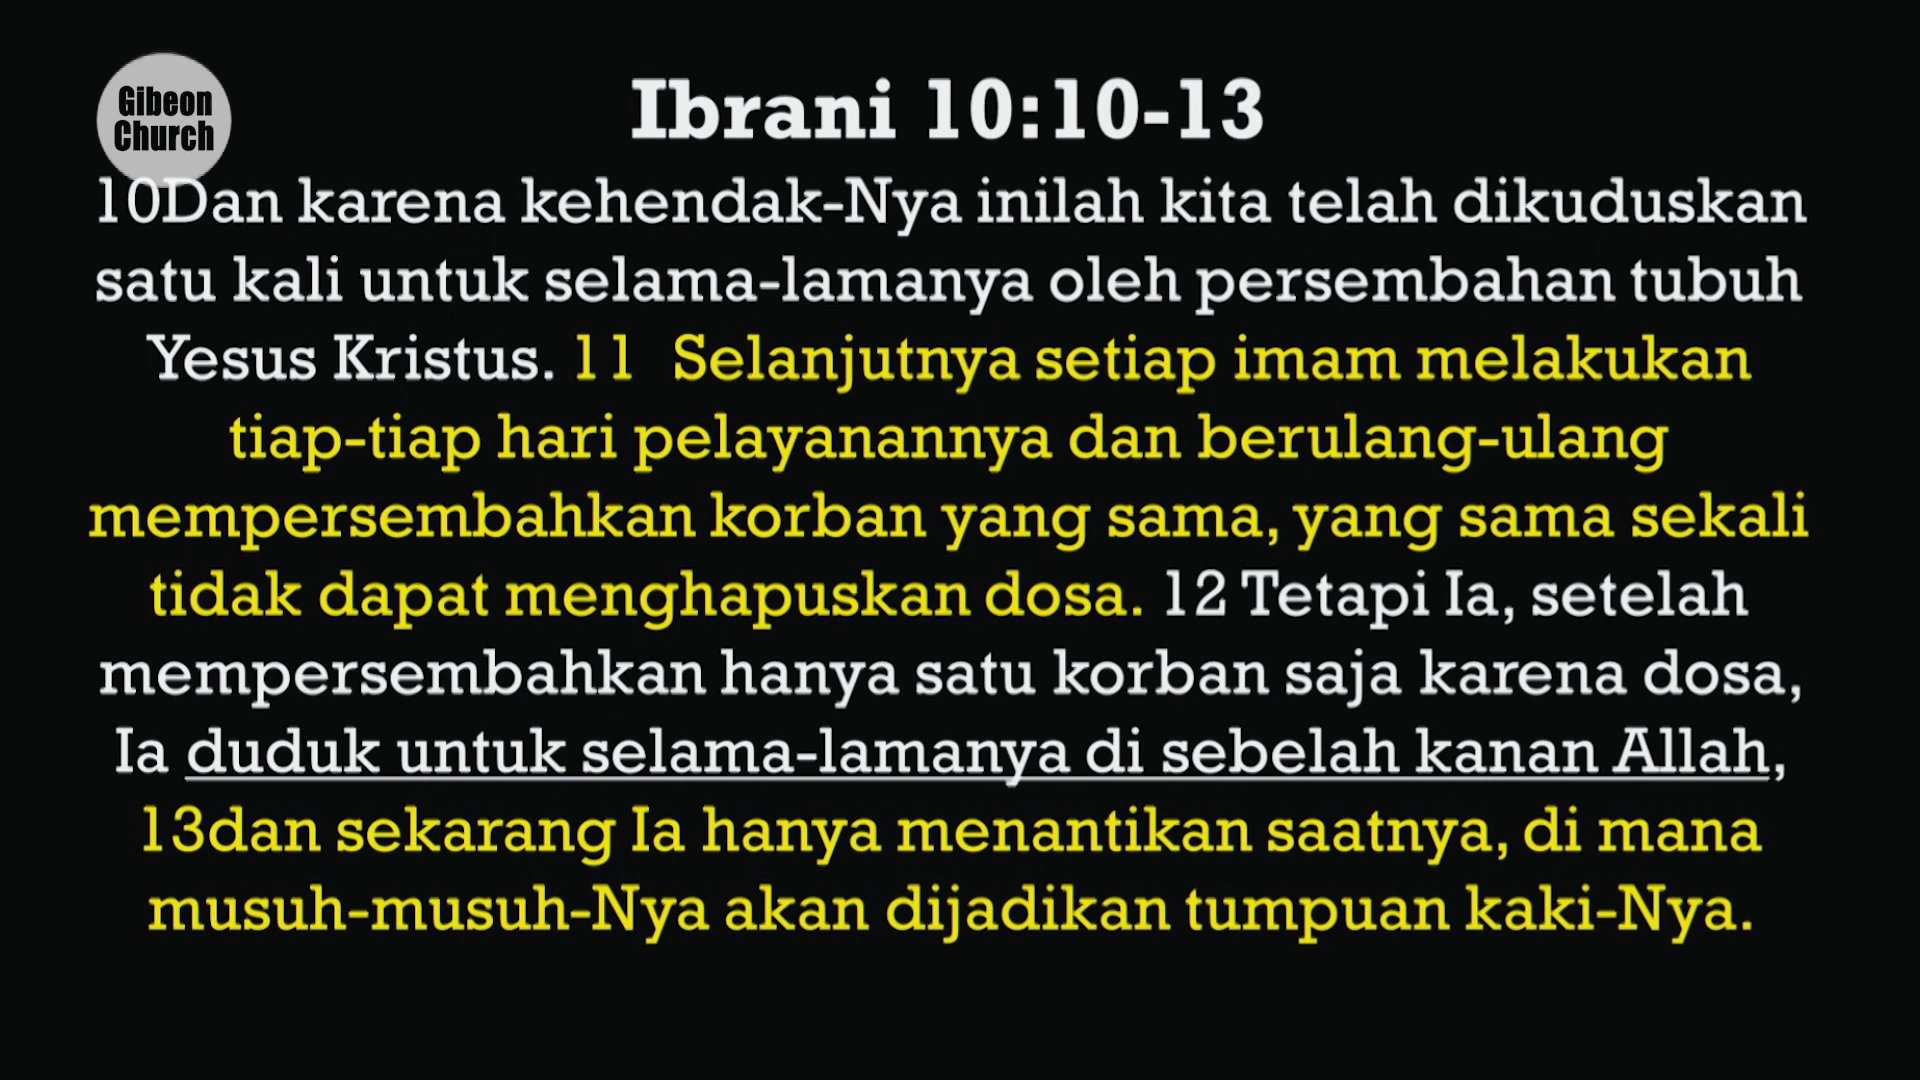 Gibeon
Church
Ibrani 10:10-13
10Dan karena kehendak-Nya inilah kita telah dikuduskan
satu kali untuk selama-lamanya oleh persembahan tubuh
Yesus Kristus. 11  Selanjutnya setiap imam melakukan
tiap-tiap hari pelayanannya dan berulang-ulang
mempersembahkan korban yang sama, yang sama sekali
tidak dapat menghapuskan dosa. 12 Tetapi Ia, setelah
mempersembahkan hanya satu korban saja karena dosa,
Ia duduk untuk selama-lamanya di sebelah kanan Allah,
13dan sekarang Ia hanya menantikan saatnya, di mana
musuh-musuh-Nya akan dijadikan tumpuan kaki-Nya.